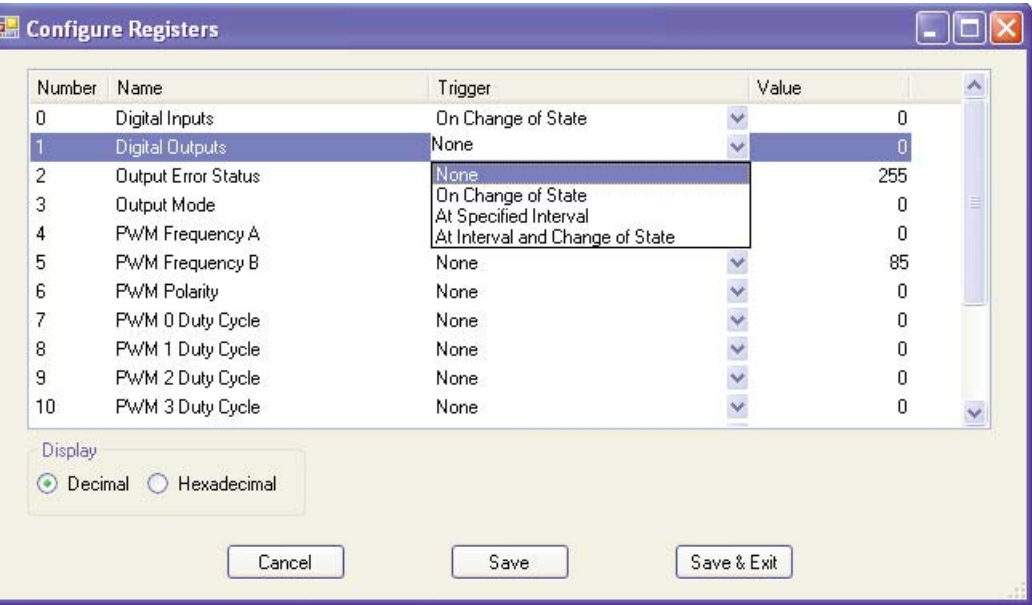 Configure Registers
Number Name Trigger Value
0 Digital Inputs On Change of State 0
1 Digital Outputs None 0
2 Output Error Status None 255
3 Output Mode On Change of State 0
At Specified Interval
4 PWM Frequency A At Interval and Change of State 0
5 PWM Frequency B None 85
6 PWM Polarity None 0
7 PWM 0 Duty Cycle None 0
8 PWM 1 Duty Cycle None 0
9 PWM 2 Duty Cycle None 0
10 PWM 3 Duty Cycle None 0
Display
Decimal Hexadecimal
Cancel Save Save & Exit